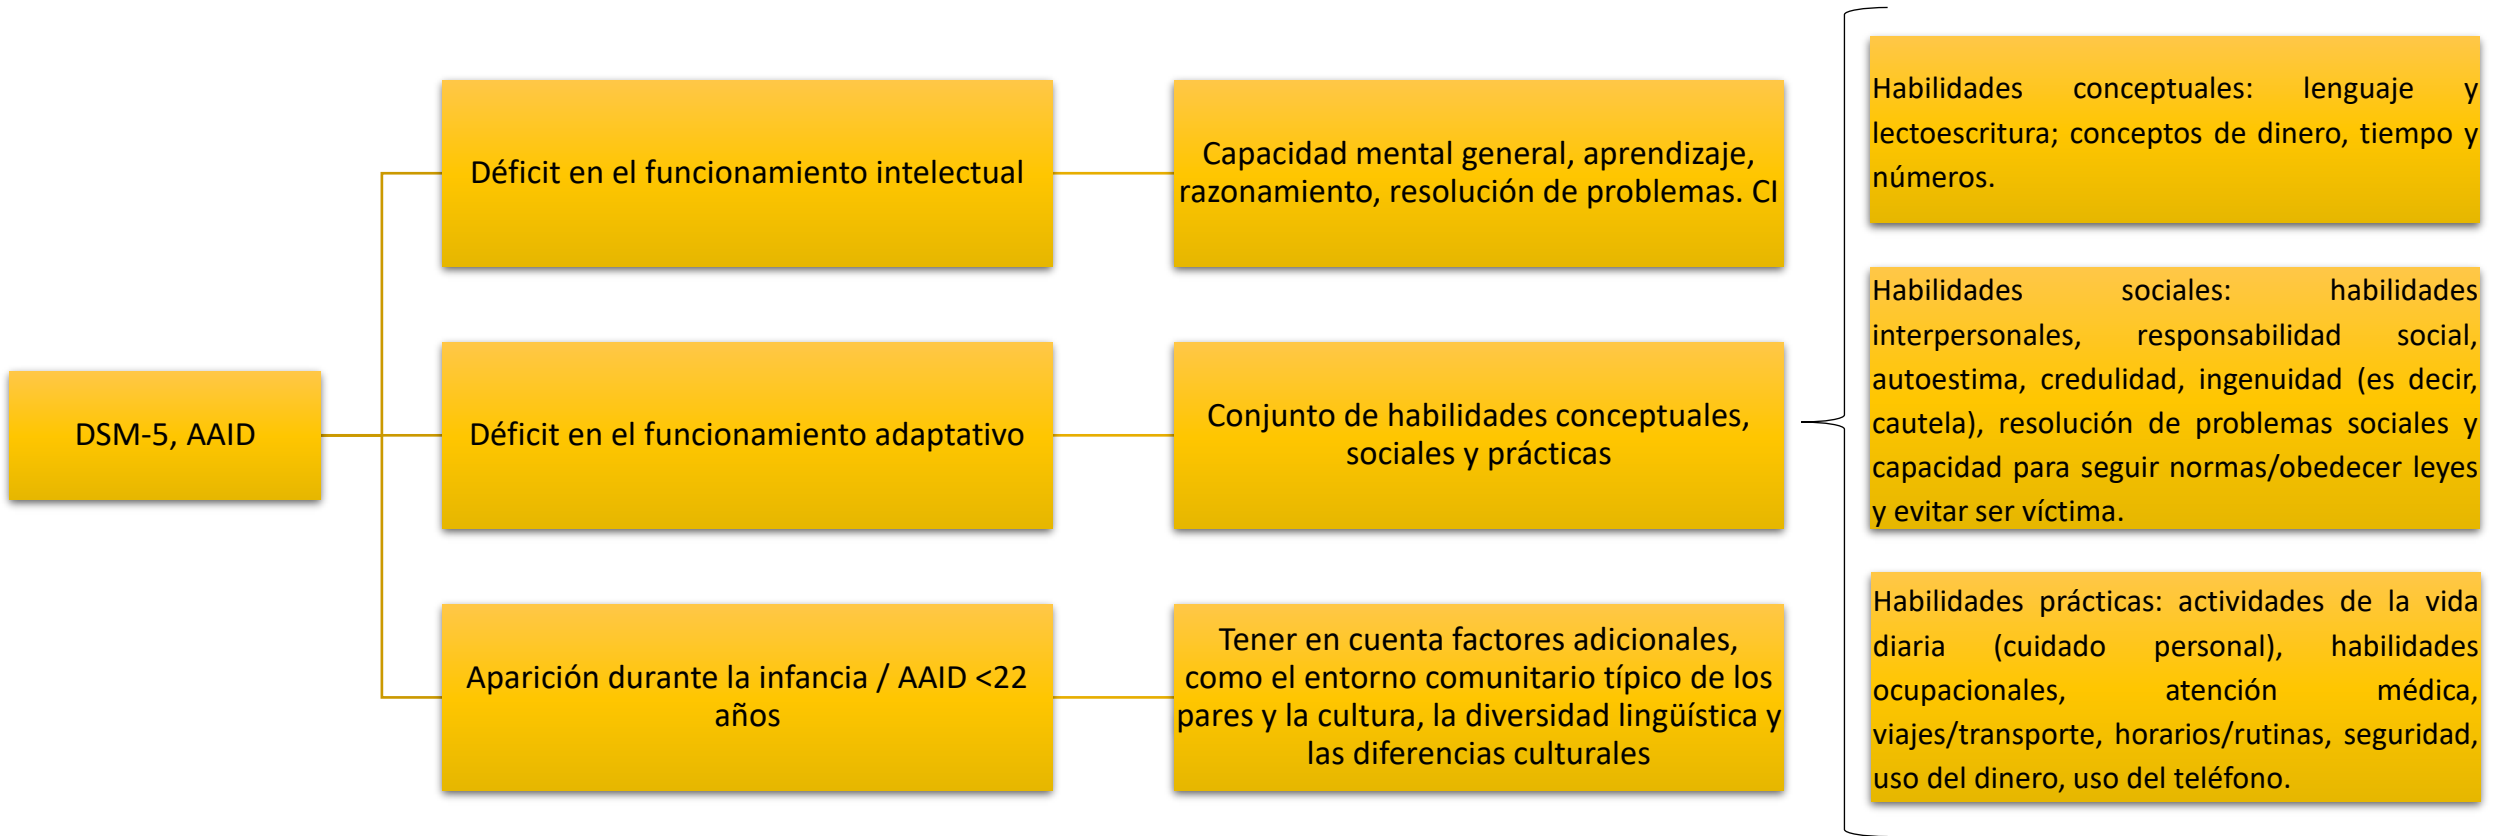 DSM-5, AAID
Déficit en el funcionamiento intelectual
Capacidad mental general, aprendizaje,
razonamiento, resolución de problemas. CI
Déficit en el funcionamiento adaptativo
Conjunto de habilidades conceptuales,
sociales y prácticas
Habilidades conceptuales: lenguaje y
lectoescritura; conceptos de dinero, tiempo y
números.
Habilidades sociales: habilidades
interpersonales, responsabilidad social,
autoestima, credulidad, ingenuidad (es decir,
cautela), resolución de problemas sociales y
capacidad para seguir normas/obedecer leyes
y evitar ser víctima.
Habilidades prácticas: actividades de la vida
diaria (cuidado personal), habilidades
ocupacionales, atención médica,
viajes/transporte, horarios/rutinas, seguridad,
uso del dinero, uso del teléfono.
Aparición durante la infancia / AAID <22
años
Tener en cuenta factores adicionales,
como el entorno comunitario típico de los
pares y la cultura, la diversidad lingüística y
las diferencias culturales